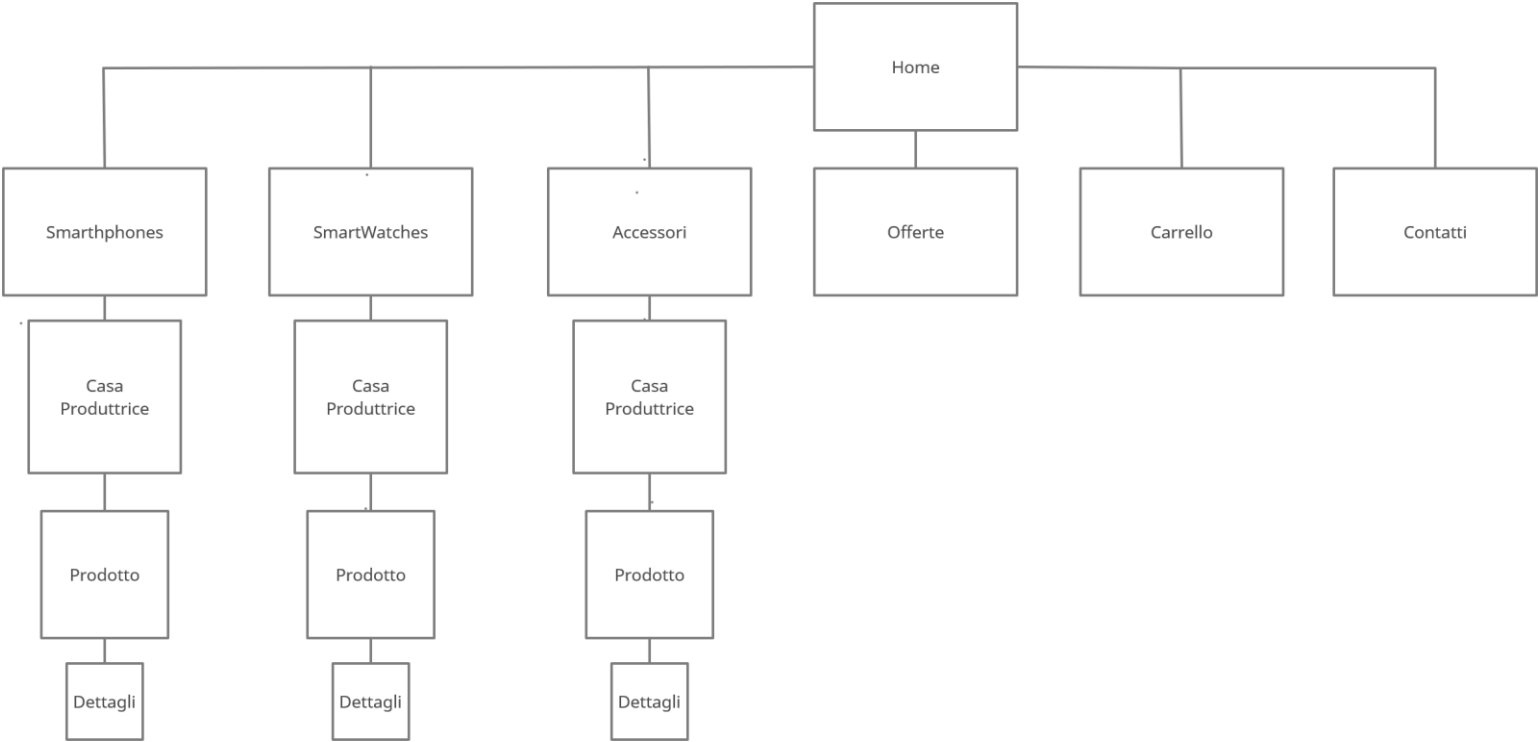 Home
Smarthphones
SmartWatches
Accessori
Offerte
Carrello
Contatti
Casa
Produttrice
Casa
Produttrice
Casa
Produttrice
Prodotto
Prodotto
Prodotto
Dettagli
Dettagli
Dettagli